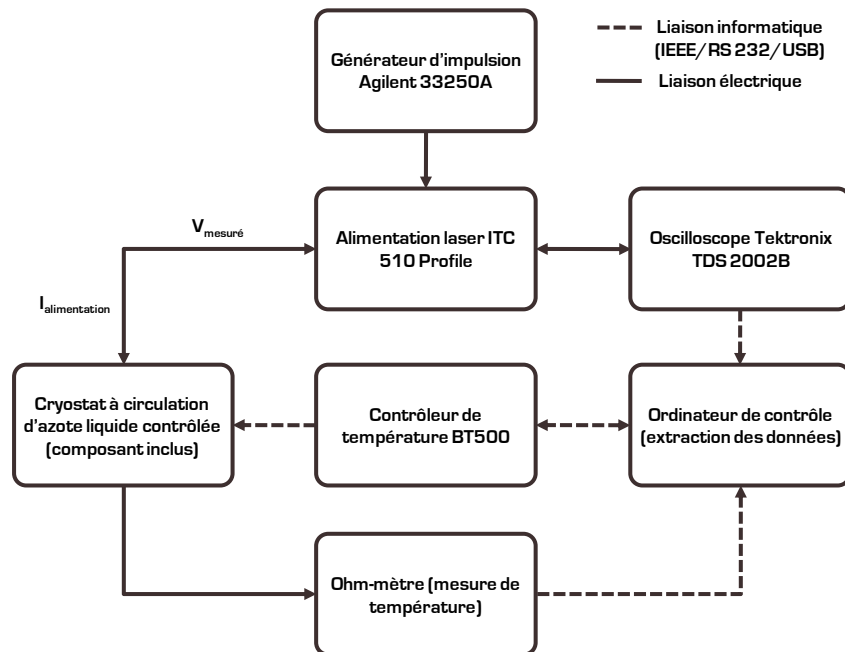 Générateur d'impulsion
Agilent 33250A
Liaison informatique
(IEEE/RS 232/USB)
Liaison électrique
V mesuré
Alimentation laser ITC
510 Profile
Oscilloscope Tektronix
TDS 2002B
I alimentation
Cryostat à circulation
d'azote liquide contrôlée
(composant inclus)
Contrôleur de
température BT500
Ordinateur de contrôle
(extraction des données)
Ohm-mètre (mesure de
température)